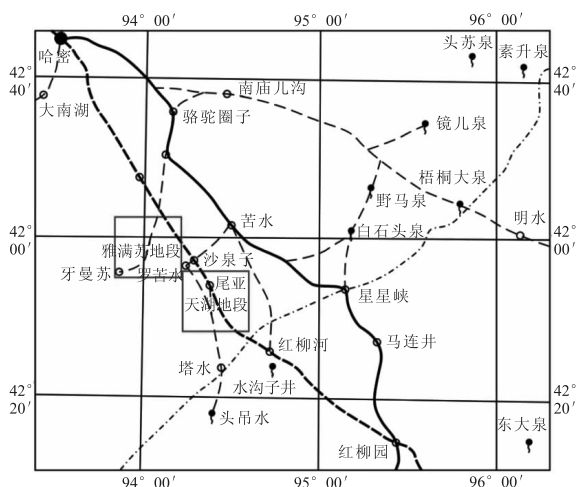 94° 00′ 95° 00′ 96° 00′
头苏泉
素升泉
哈密
42° 40′
42° 40′
大南湖
南庙儿沟
骆驼圈子
镜儿泉
梧桐大泉
野马泉
明水
苦水
白石头泉
42° 00′
42° 00′
雅满苏地段
沙泉子
牙曼苏
罗苦水
尾亚
天湖地段
星星峡
红柳河
马连井
塔水
水沟子井
42° 20′
42° 20′
头吊水
东大泉
红柳园
94° 00′ 95° 00′ 96° 00′